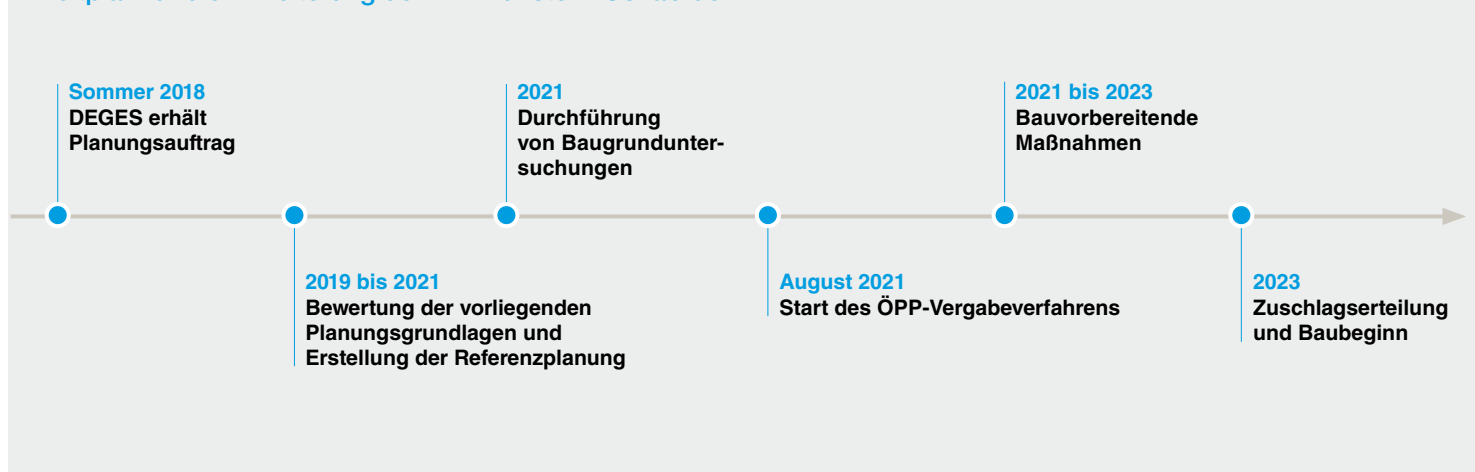 Sommer 2018
DEGES erhält
Planungsauftrag
2019 bis 2021
Bewertung der vorliegenden
Planungsgrundlagen und
Erstellung der Referenzplanung
2021
Durchführung
von Baugrundunter-
suchungen
August 2021
Start des ÖPP-Vergabeverfahrens
2021 bis 2023
Bauvorbereitende
Maßnahmen
2023
Zuschlagserteilung
und Baubeginn